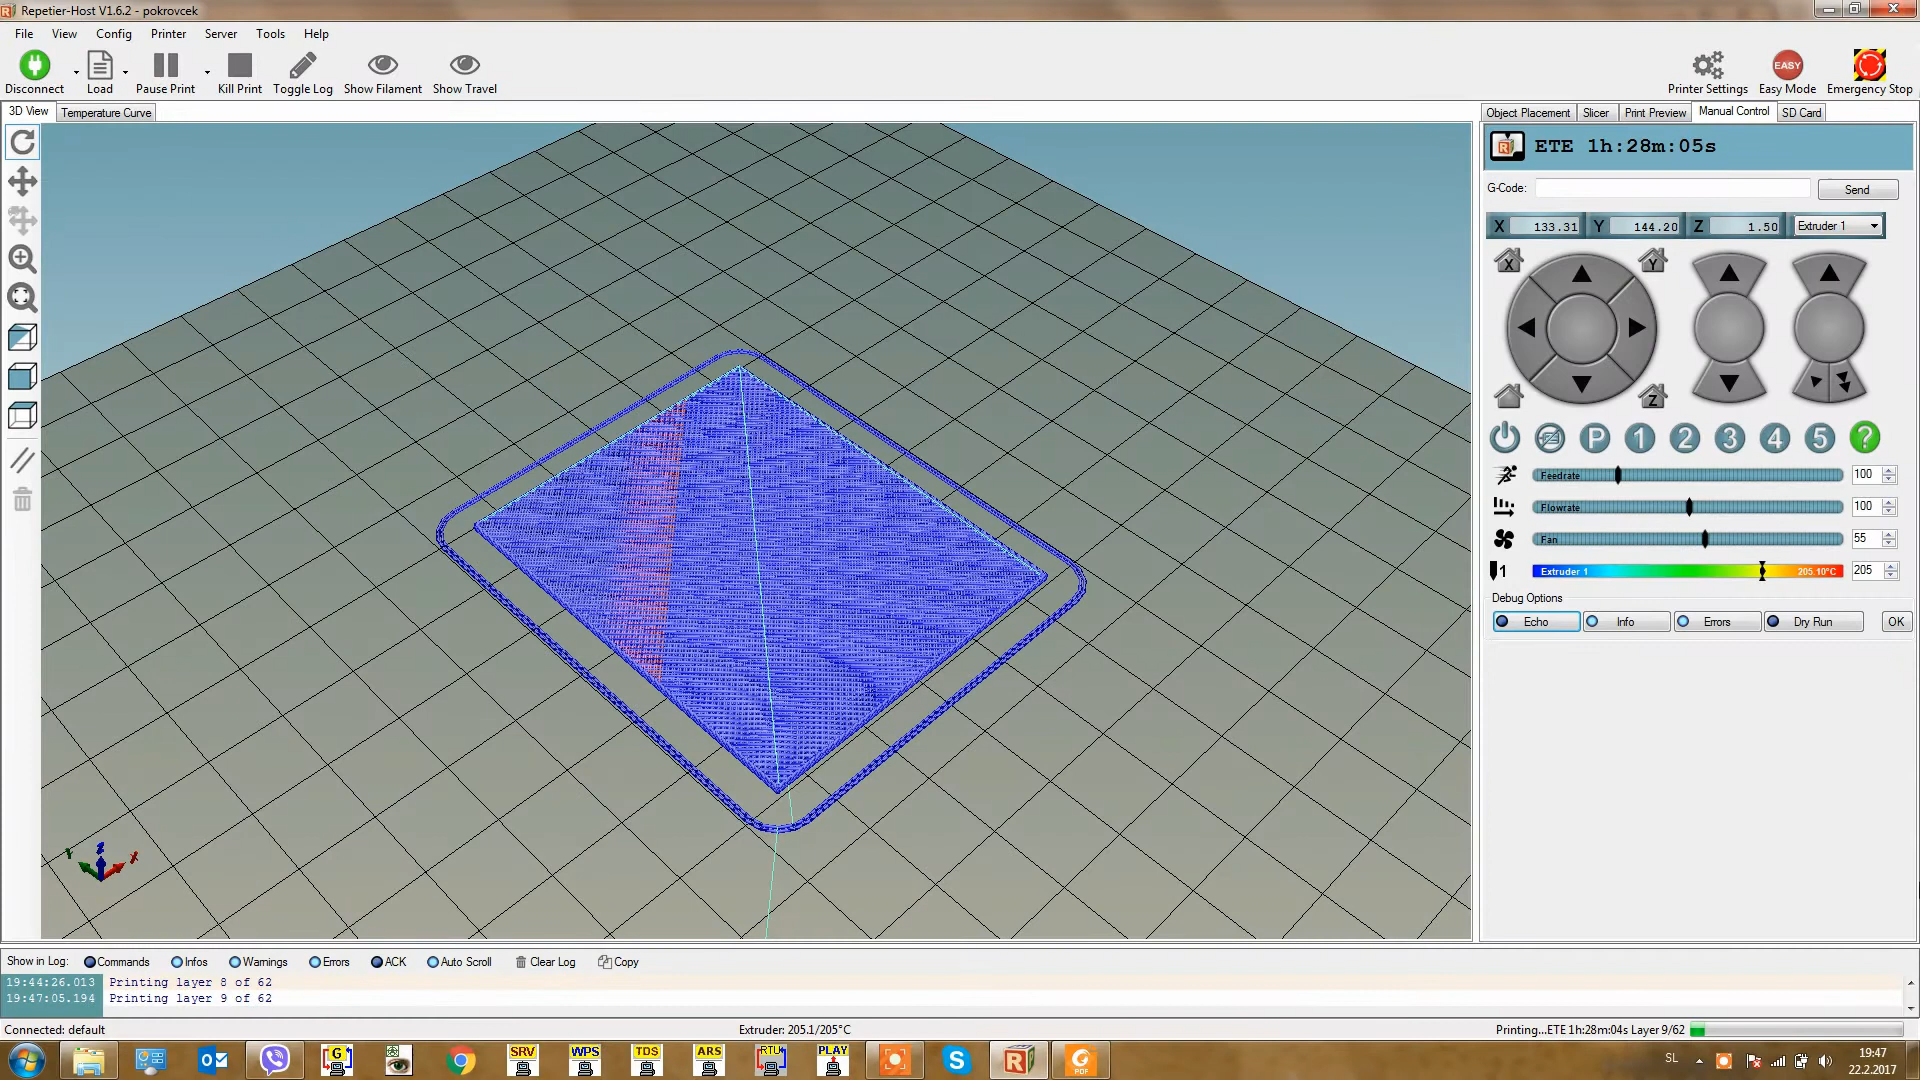 Repetier-Host V1.6.2 - pokrovcek
File View Config Printer Server Tools Help
Disconnect Load Pause Print Kill Print Toggle Log Show Filament Show Travel Printer Settings Easy Mode Emergency Stop
EASY
3D View Temperature Curve
Object Placement Slicer Print Preview Manual Control SD Card
ETE 1h:28m:05s
G-Code: Send
X 133.31 Y 144.20 Z 1.50 Extruder 1
X Y
Z
P 1 2 3 4 5 ?
Feedrate 100
Flowrate 100
Fan 55
1 Extruder 1 205.10°C 205
Debug Options
Echo Info Errors Dry Run OK
Y Z X
Show in Log: Commands Infos Warnings Errors ACK Auto Scroll Clear Log Copy
19:44:26.013 Printing layer 8 of 62
19:47:05.194 Printing layer 9 of 62
Connected: default Extruder: 205.1/205°C Printing...ETE 1h:28m:04s Layer 9/62
G SRV WPS TDS ARS RTU PLAY S R PDF SL 19:47
22.2.2017